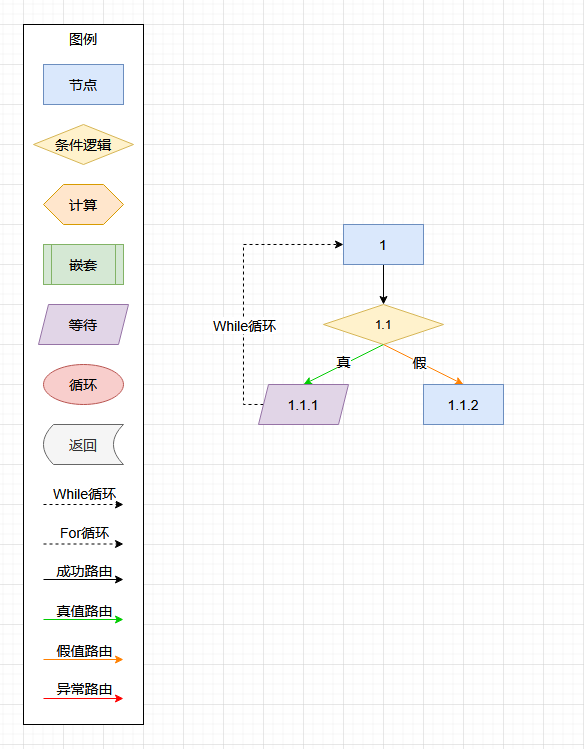 图例
节点
条件逻辑
计算
嵌套
等待
循环
返回
While循环
For循环
成功路由
真值路由
假值路由
异常路由
1
1.1
While循环
真
假
1.1.1
1.1.2